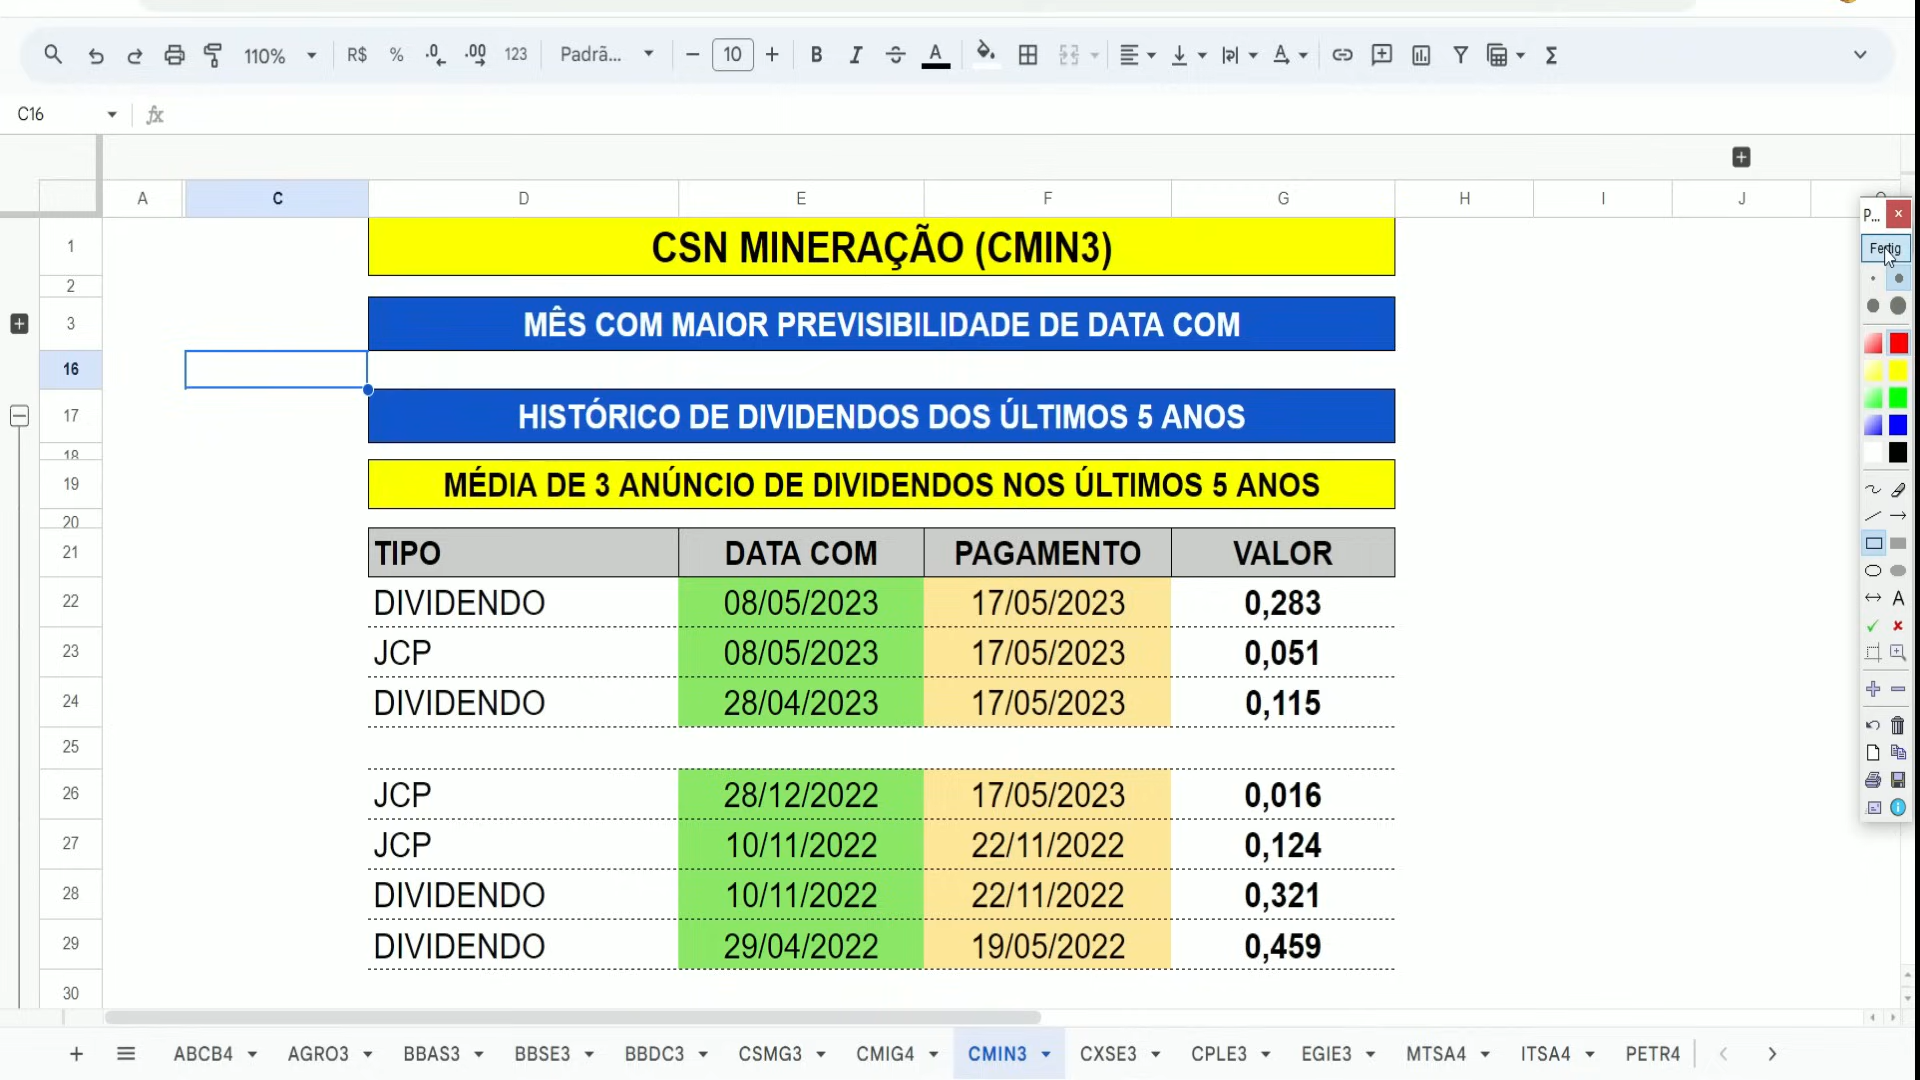 110% R$ % .0 .00 123 Padrã... 10 B I A
C16 fx
A C D E F G H I J
P...
Fertig
1 CSN MINERAÇÃO (CMIN3)
2
3 MÊS COM MAIOR PREVISIBILIDADE DE DATA COM
16
17 HISTÓRICO DE DIVIDENDOS DOS ÚLTIMOS 5 ANOS
18
19 MÉDIA DE 3 ANÚNCIO DE DIVIDENDOS NOS ÚLTIMOS 5 ANOS
20
21 TIPO DATA COM PAGAMENTO VALOR
22 DIVIDENDO 08/05/2023 17/05/2023 0,283
23 JCP 08/05/2023 17/05/2023 0,051
24 DIVIDENDO 28/04/2023 17/05/2023 0,115
25
26 JCP 28/12/2022 17/05/2023 0,016
27 JCP 10/11/2022 22/11/2022 0,124
28 DIVIDENDO 10/11/2022 22/11/2022 0,321
29 DIVIDENDO 29/04/2022 19/05/2022 0,459
30
ABCB4 AGRO3 BBAS3 BBSE3 BBDC3 CSMG3 CMIG4 CMIN3 CXSE3 CPLE3 EGIE3 MTSA4 ITSA4 PETR4